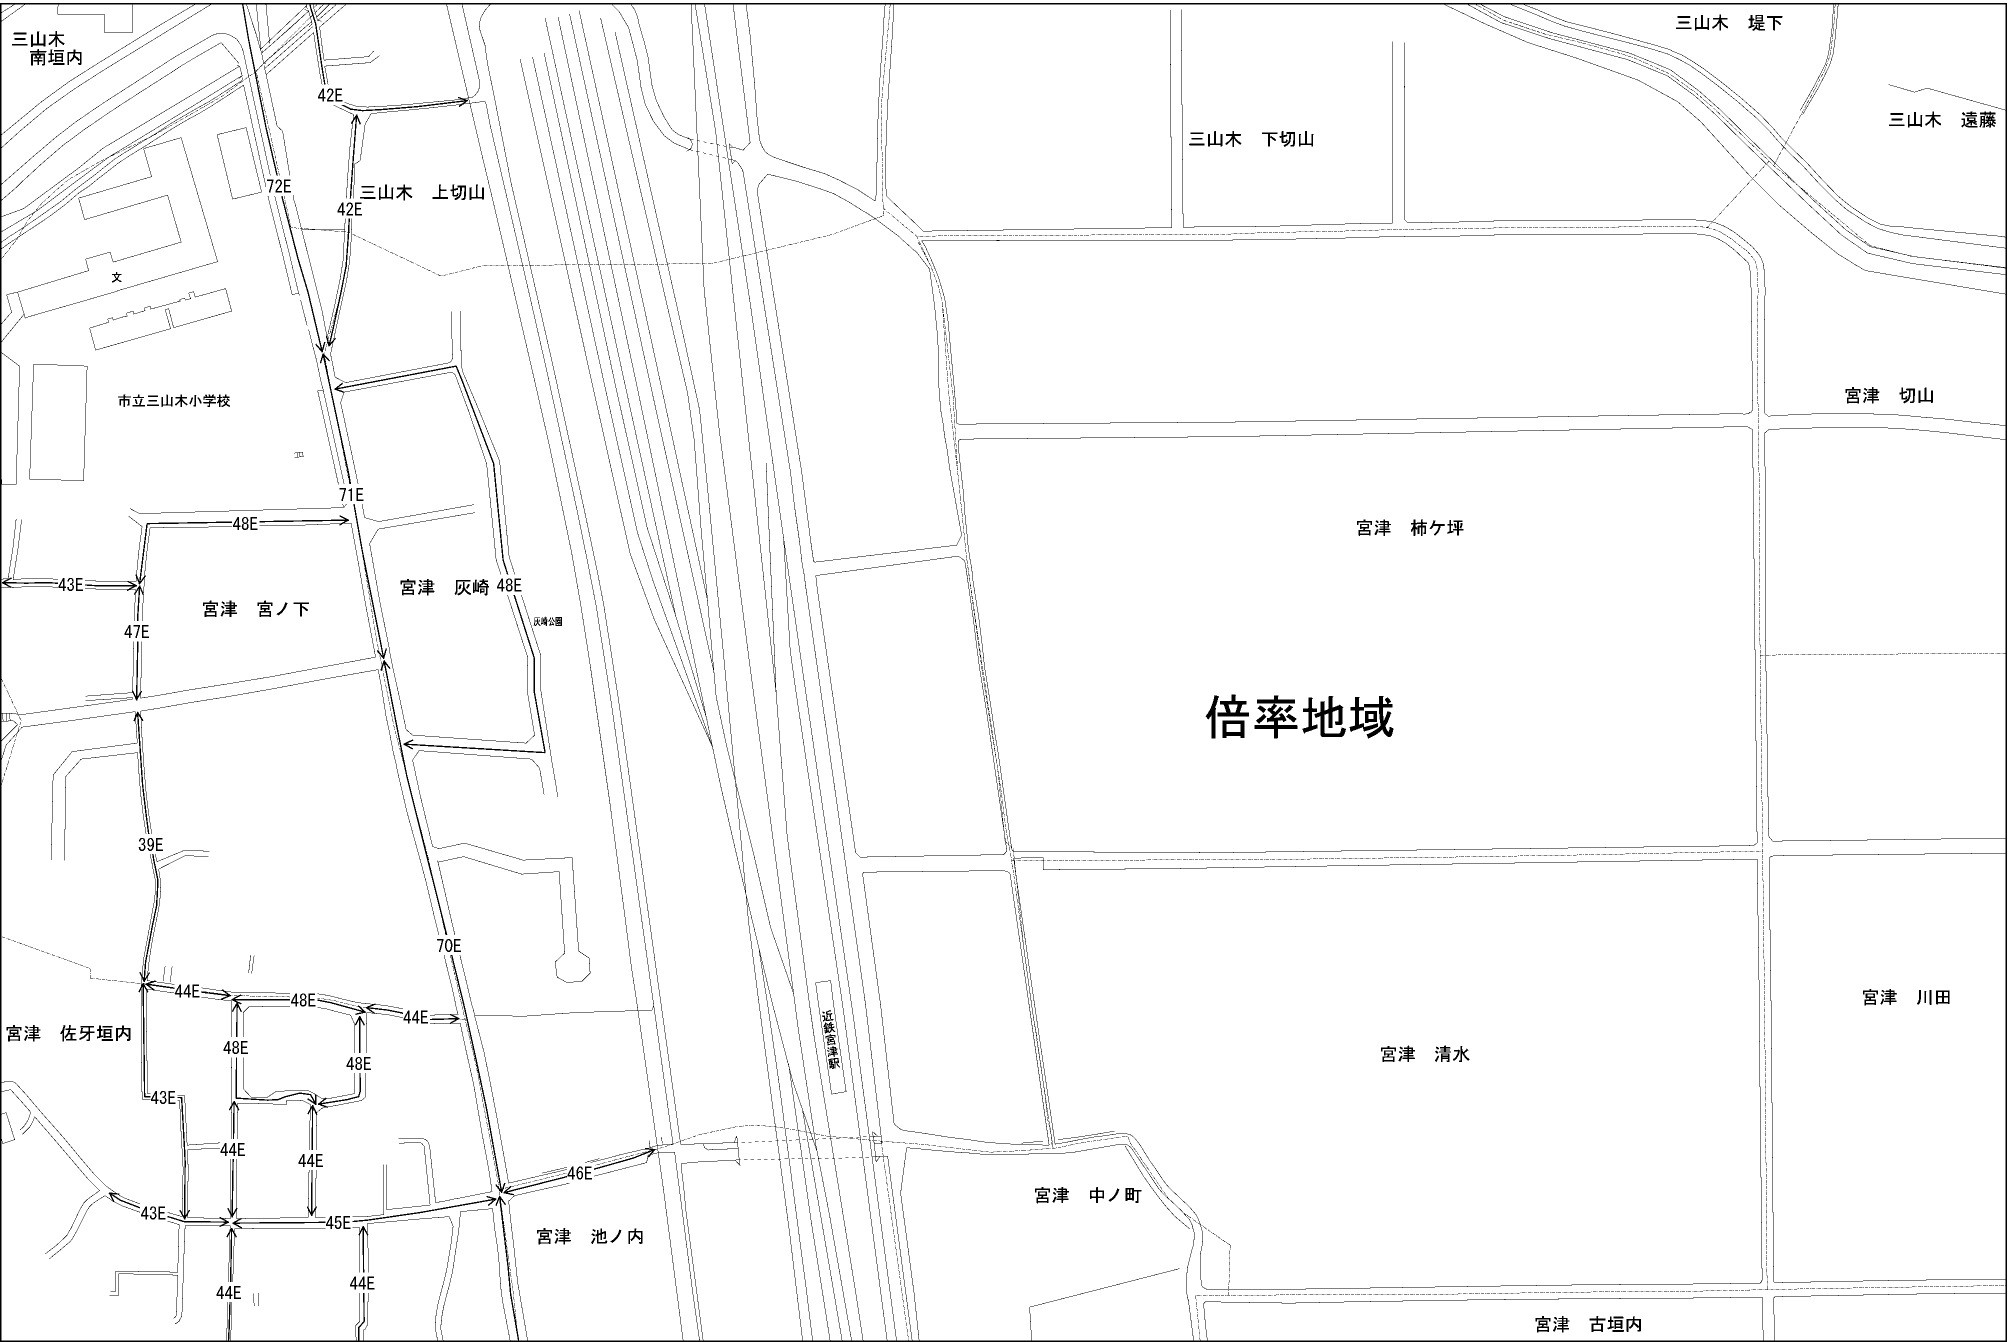 三山木
南垣内
三山木　堤下
42E
三山木　遠藤
三山木　下切山
72E
三山木　上切山
42E
文
市立三山木小学校
宮津　切山
71E
48E
宮津　柿ケ坪
43E
宮津　灰崎
48E
宮津　宮ノ下
灰崎公園
47E
倍率地域
39E
70E
44E
48E
宮津　川田
44E
宮津　佐牙垣内
近鉄宮津駅
48E
宮津　清水
48E
43E
44E
44E
46E
宮津　中ノ町
43E
45E
宮津　池ノ内
44E
44E
宮津　古垣内